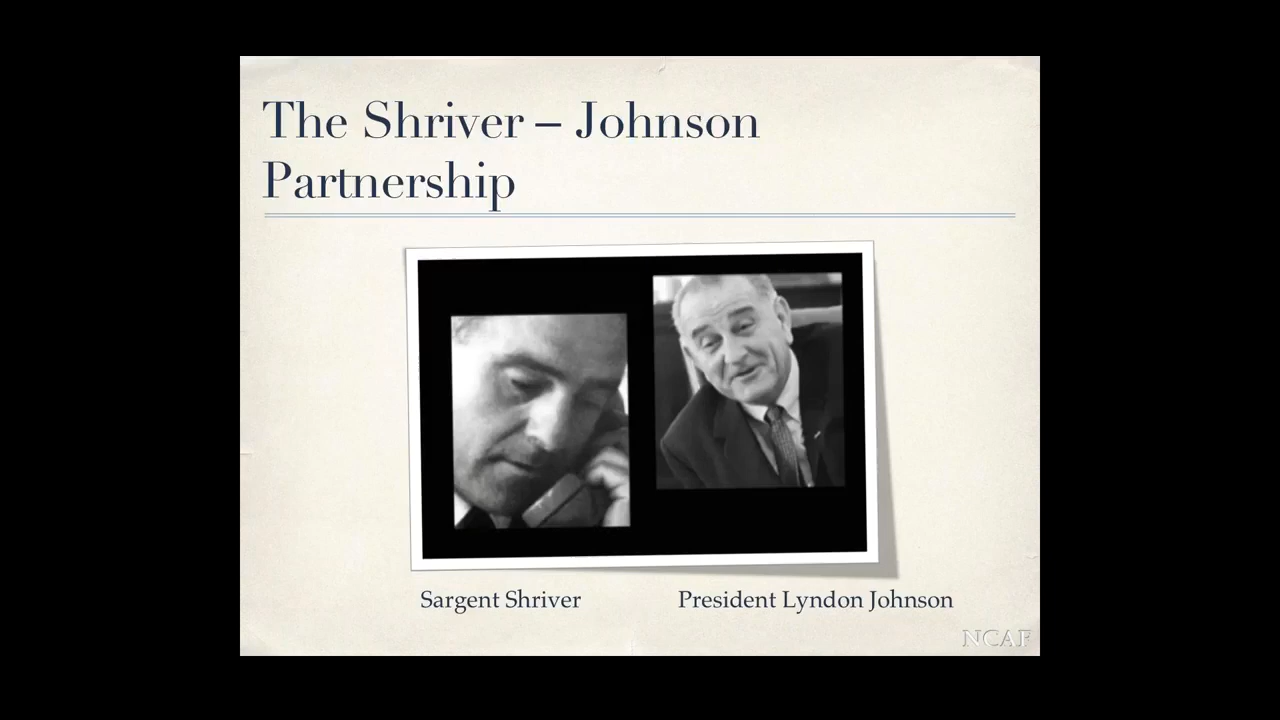 The Shriver – Johnson
Partnership
Sargent Shriver
President Lyndon Johnson
NCAF